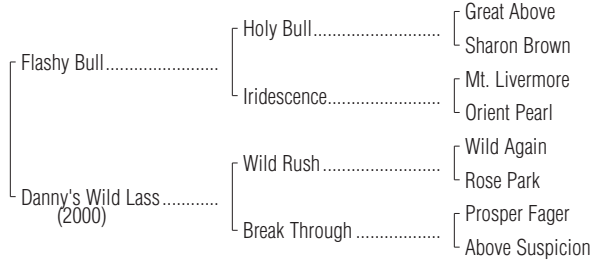 Great Above
Holy Bull........................
Sharon Brown
Flashy Bull........................
Mt. Livermore
Iridescence........................
Orient Pearl
Wild Again
Wild Rush........................
Rose Park
Danny's Wild Lass............
(2000)
Prosper Fager
Break Through ..................
Above Suspicion